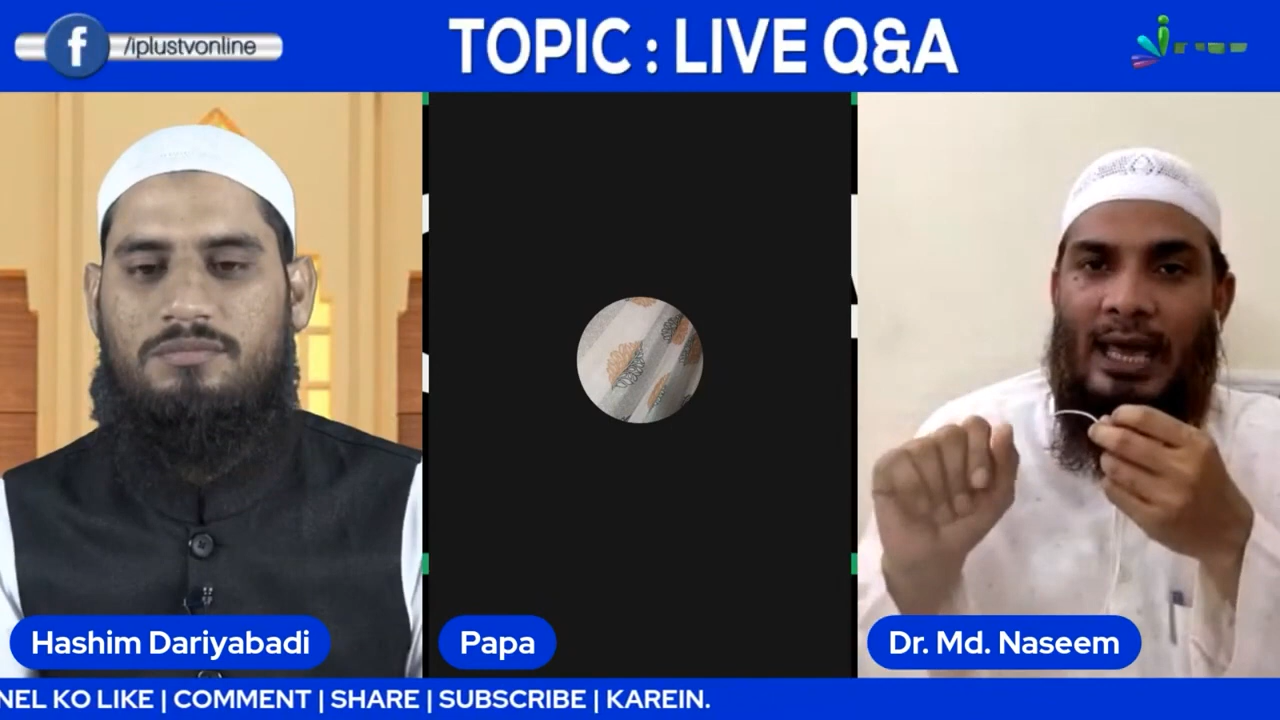 f /iplustvonline
TOPIC : LIVE Q&A
Hashim Dariyabadi
Papa
Dr. Md. Naseem
NEL KO LIKE | COMMENT | SHARE | SUBSCRIBE | KAREIN.